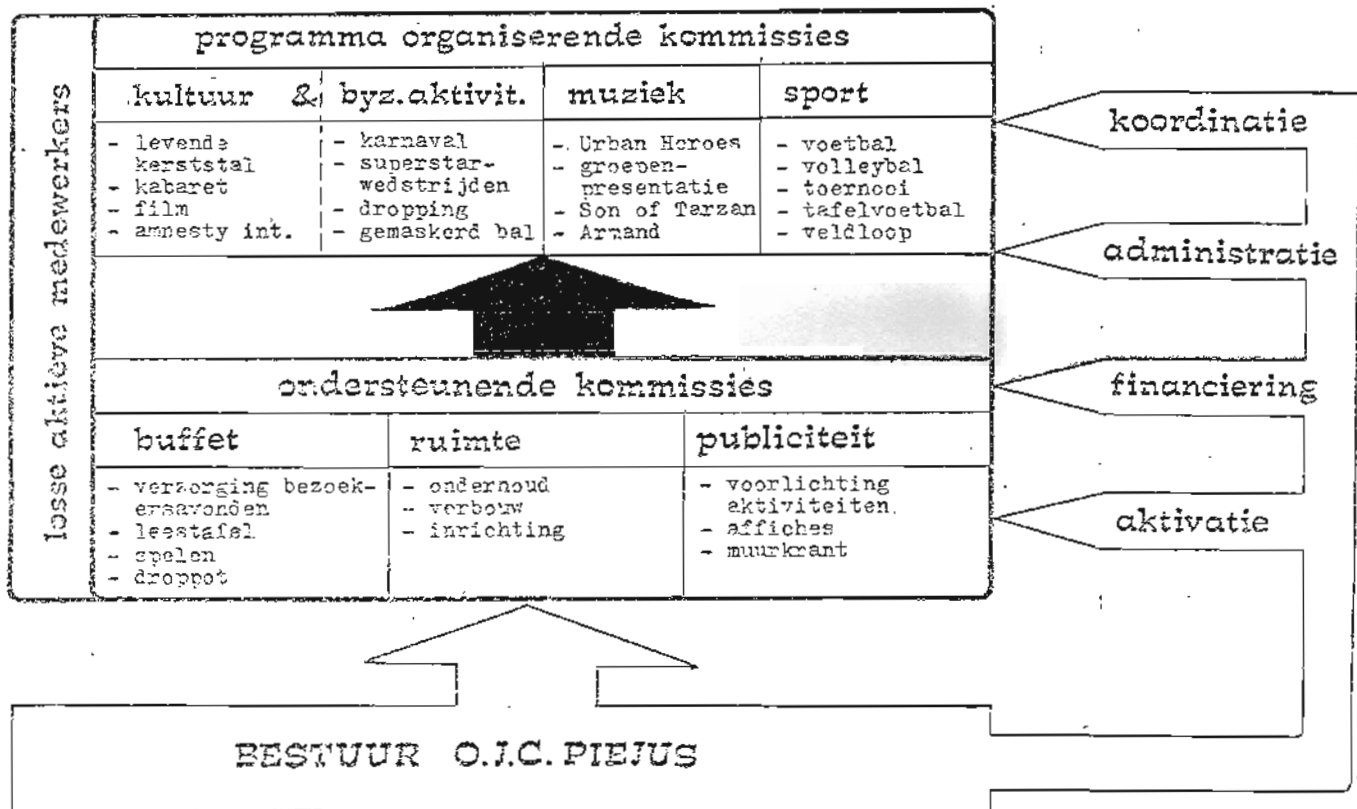 losse aktieve medewerkers
programma organiserende kommissies
kultuur &
- levende
kerststal
- kabaret
- film
- amnesty int.
byz.aktivit.
- karnaval
- superstar-
wedstrijden
- dropping
- gemaskerd bal
muziek
- Urban Heroes
- groepen-
presentatie
- Son of Tarzan
- Armand
sport
- voetbal
- volleybal
- toernooi
- tafelvoetbal
- veldloop
ondersteunende kommissies
buffet
- verzorging bezoek-
ersavonden
- leestafel
- spelen
- droppot
ruimte
- onderhoud
- verbouw
- inrichting
publiciteit
- voorlichting
aktiviteiten.
- affiches
- muurkrant
koordinatie
administratie
financiering
aktivatie
BESTUUR O.J.C. PIEJUS